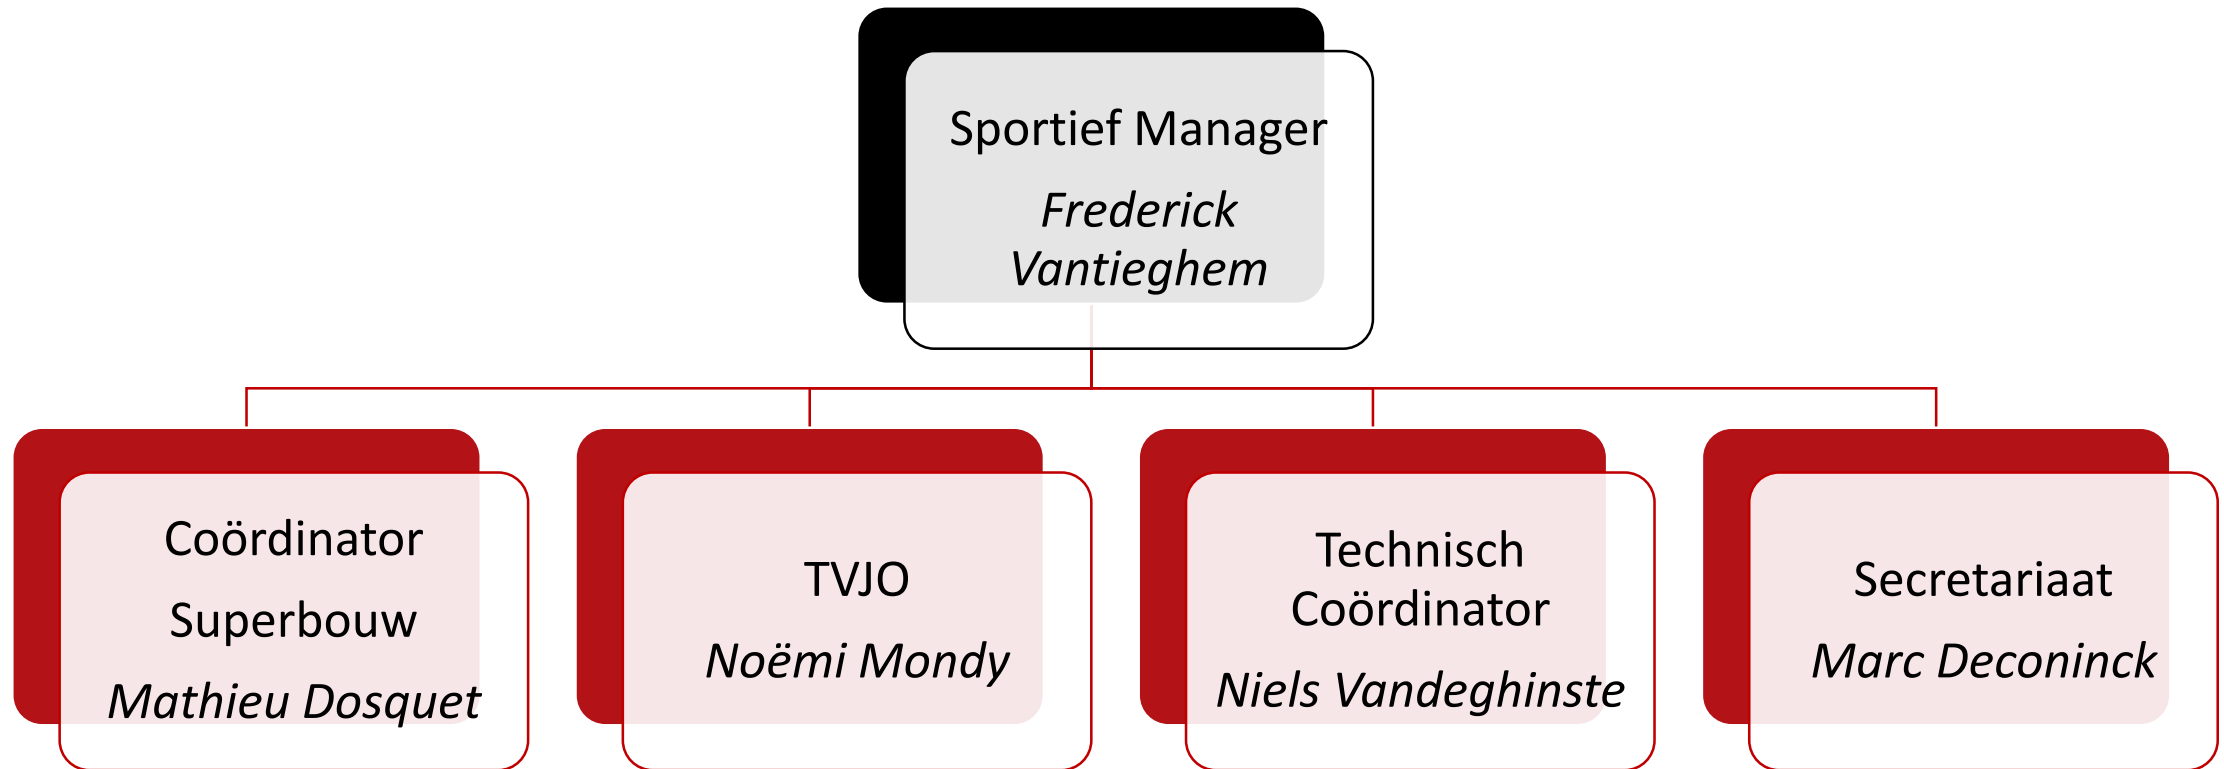 Sportief Manager
Frederick
Vantieghem
Coördinator
Superbouw
Mathieu Dosquet
TVJO
Noëmi Mondy
Technisch
Coördinator
Niels Vandeghinste
Secretariaat
Marc Deconinck